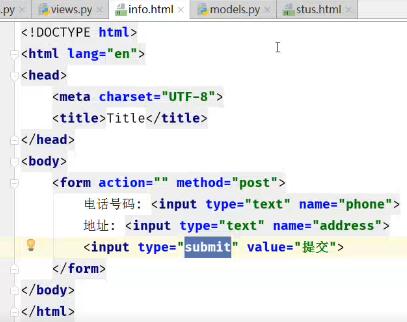 .py views.py info.html models.py stus.html
<!DOCTYPE html>
<html lang="en">
<head>
    <meta charset="UTF-8">
    <title>Title</title>
</head>
<body>
    <form action="" method="post">
        电话号码: <input type="text" name="phone">
        地址: <input type="text" name="address">
        <input type="submit" value="提交">
    </form>
</body>
</html>